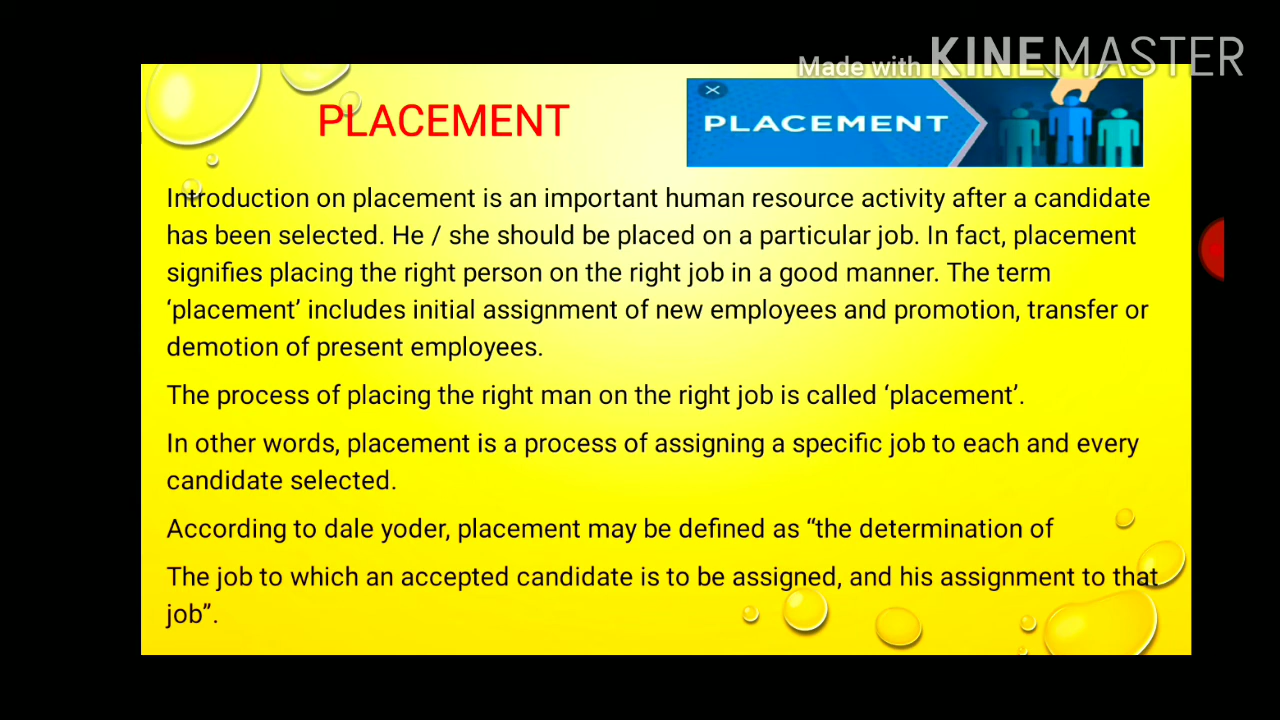 Made with KINEMASTER
PLACEMENT
PLACEMENT
Introduction on placement is an important human resource activity after a candidate
has been selected. He / she should be placed on a particular job. In fact, placement
signifies placing the right person on the right job in a good manner. The term
‘placement’ includes initial assignment of new employees and promotion, transfer or
demotion of present employees.
The process of placing the right man on the right job is called ‘placement’.
In other words, placement is a process of assigning a specific job to each and every
candidate selected.
According to dale yoder, placement may be defined as “the determination of
The job to which an accepted candidate is to be assigned, and his assignment to that
job”.